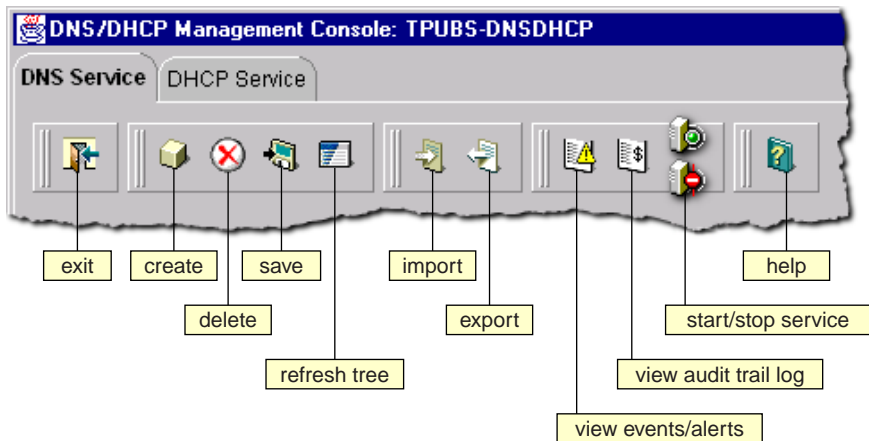 DNS/DHCP Management Console: TPUBS-DNSDHCP
DNS Service
DHCP Service
exit
create
save
import
help
delete
export
start/stop service
refresh tree
view audit trail log
view events/alerts